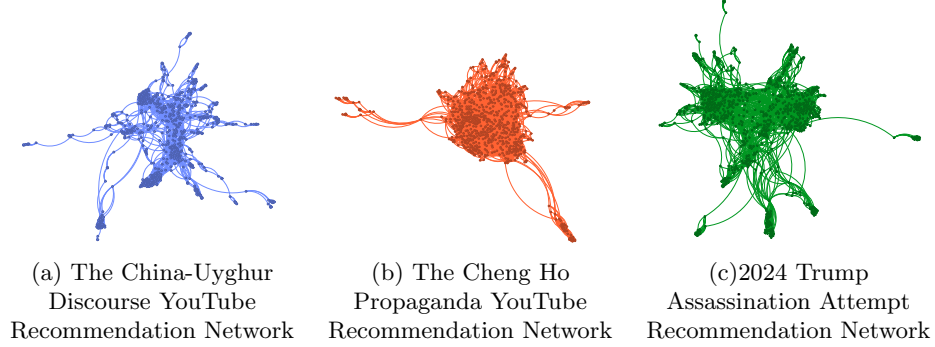 (a) The China-Uyghur
Discourse YouTube
Recommendation Network
(b) The Cheng Ho
Propaganda YouTube
Recommendation Network
(c)2024 Trump
Assassination Attempt
Recommendation Network